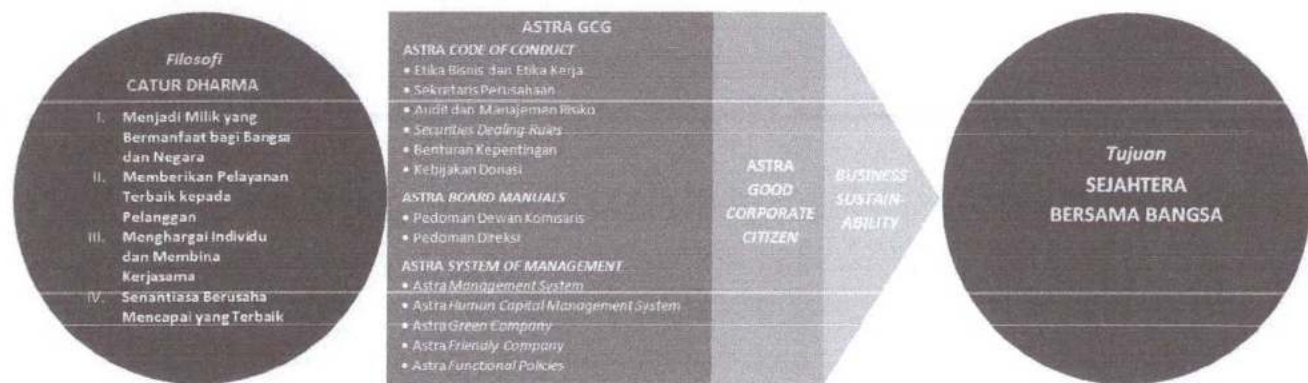 Filosofi
CATUR DHARMA
I. Menjadi Milik yang
Bermanfaat bagi Bangsa
dan Negara
II. Memberikan Pelayanan
Terbaik kepada
Pelanggan
III. Menghargai Individu
dan Membina
Kerjasama
IV. Senantiasa Berusaha
Mencapai yang Terbaik
ASTRA GCG
ASTRA CODE OF CONDUCT
• Etika Bisnis dan Etika Kerja
• Sekretaris Perusahaan
• Audit dan Manajemen Risiko
• Securities Dealing Rules
• Benturan Kepentingan
• Kebijakan Donasi
ASTRA BOARD MANUALS
• Pedoman Dewan Komisaris
• Pedoman Direksi
ASTRA SYSTEM OF MANAGEMENT
• Astra Management System
• Astra Human Capital Management System
• Astra Green Company
• Astra Friendly Company
• Astra Functional Policies
ASTRA
GOOD
CORPORATE
CITIZEN
BUSINESS
SUSTAIN-
ABILITY
Tujuan
SEJAHTERA
BERSAMA BANGSA